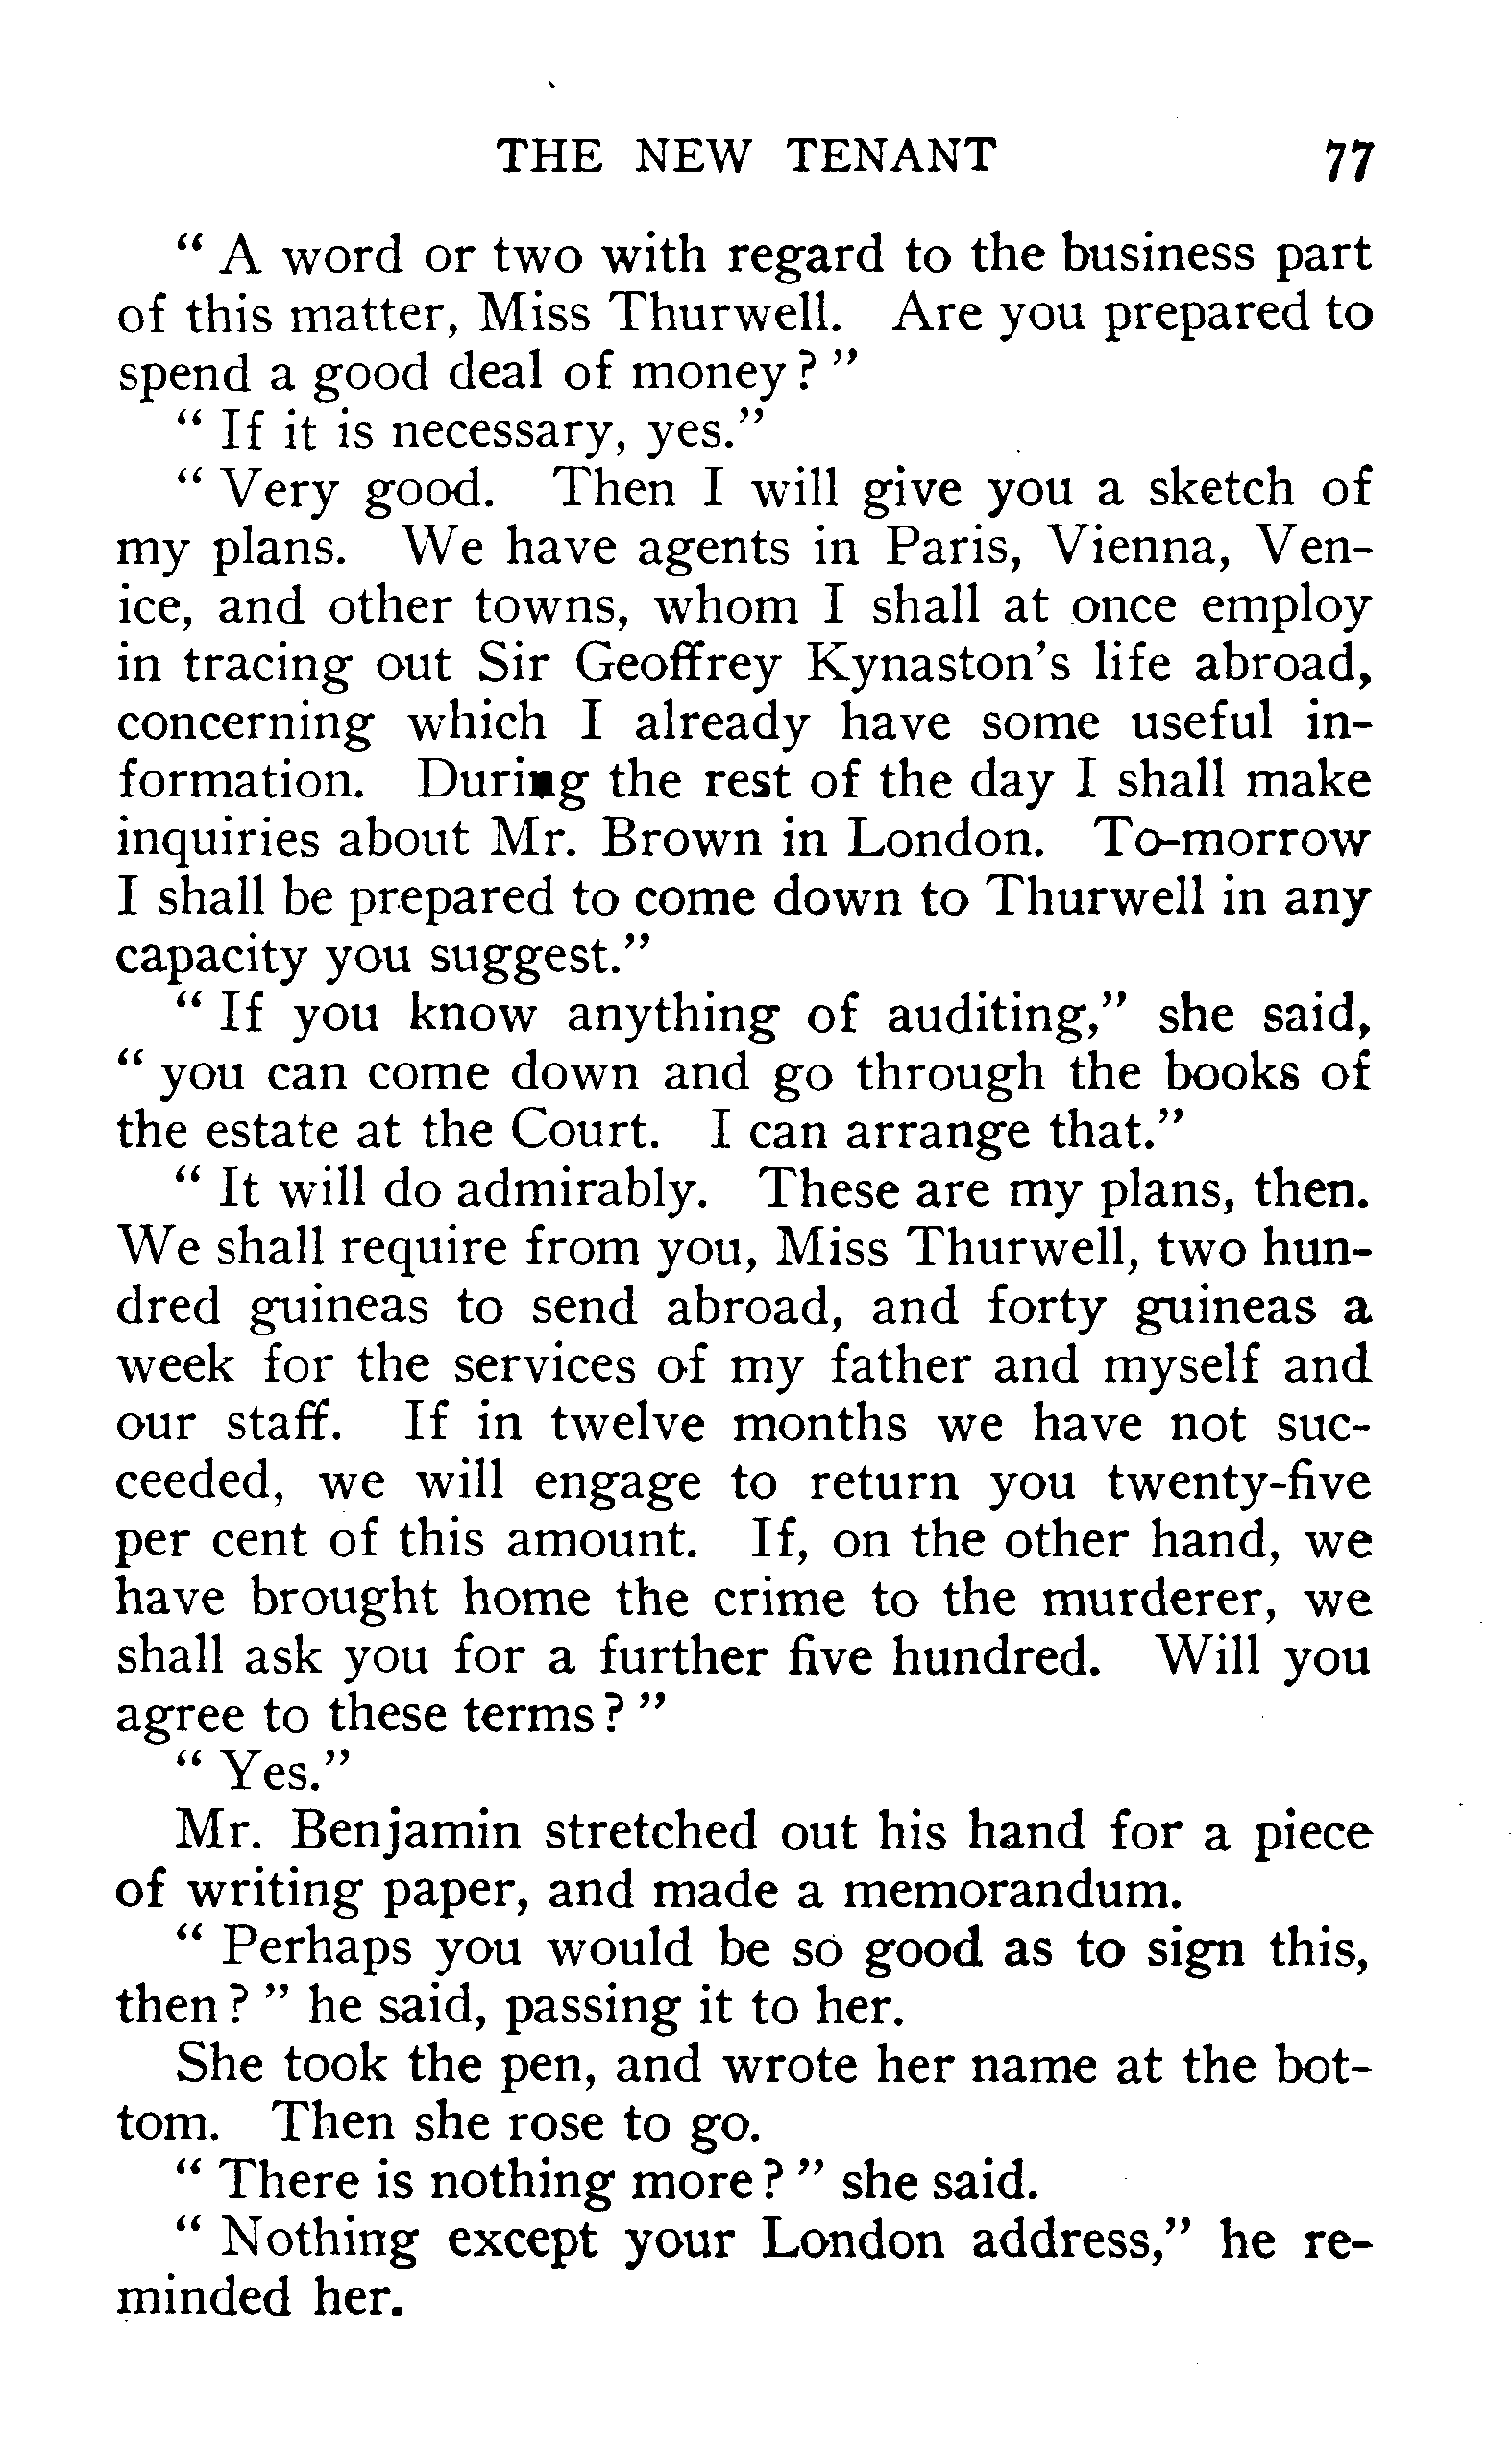 THE NEW TENANT 77
“ A word or two with regard to the business part
of this matter, Miss Thurwell. Are you prepared to
spend a good deal of money ? ”
“ If it is necessary, yes.”
“ Very good. Then I will give you a sketch of
my plans. We have agents in Paris, Vienna, Ven-
ice, and other towns, whom I shall at once employ
in tracing out Sir Geoffrey Kynaston’s life abroad,
concerning which I already have some useful in-
formation. During the rest of the day I shall make
inquiries about Mr. Brown in London. To-morrow
I shall be prepared to come down to Thurwell in any
capacity you suggest.”
“ If you know anything of auditing,” she said,
“ you can come down and go through the books of
the estate at the Court. I can arrange that.”
“ It will do admirably. These are my plans, then.
We shall require from you, Miss Thurwell, two hun-
dred guineas to send abroad, and forty guineas a
week for the services of my father and myself and
our staff. If in twelve months we have not suc-
ceeded, we will engage to return you twenty-five
per cent of this amount. If, on the other hand, we
have brought home the crime to the murderer, we
shall ask you for a further five hundred. Will you
agree to these terms ? ”
“ Yes.”
Mr. Benjamin stretched out his hand for a piece
of writing paper, and made a memorandum.
“ Perhaps you would be so good as to sign this,
then ? ” he said, passing it to her.
She took the pen, and wrote her name at the bot-
tom. Then she rose to go.
“ There is nothing more ? ” she said.
“ Nothing except your London address,” he re-
minded her.